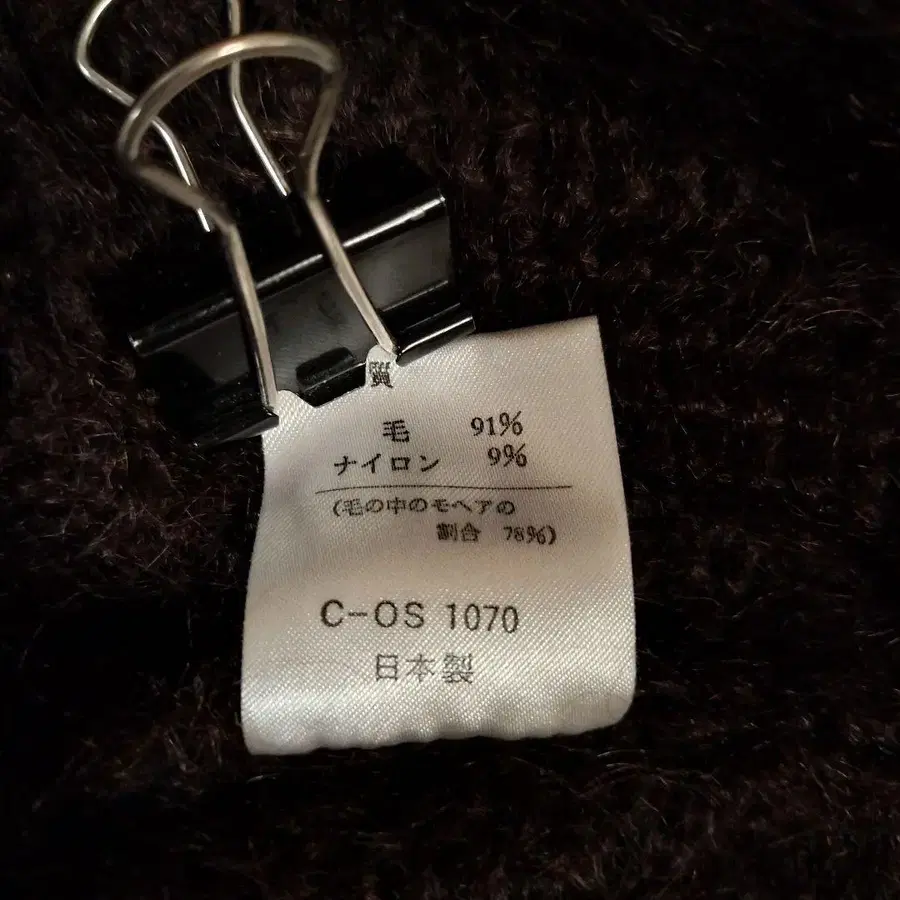 質
毛 91%
ナイロン 9%
(毛の中のモヘアの
割合 78%)
C-OS 1070
日本製